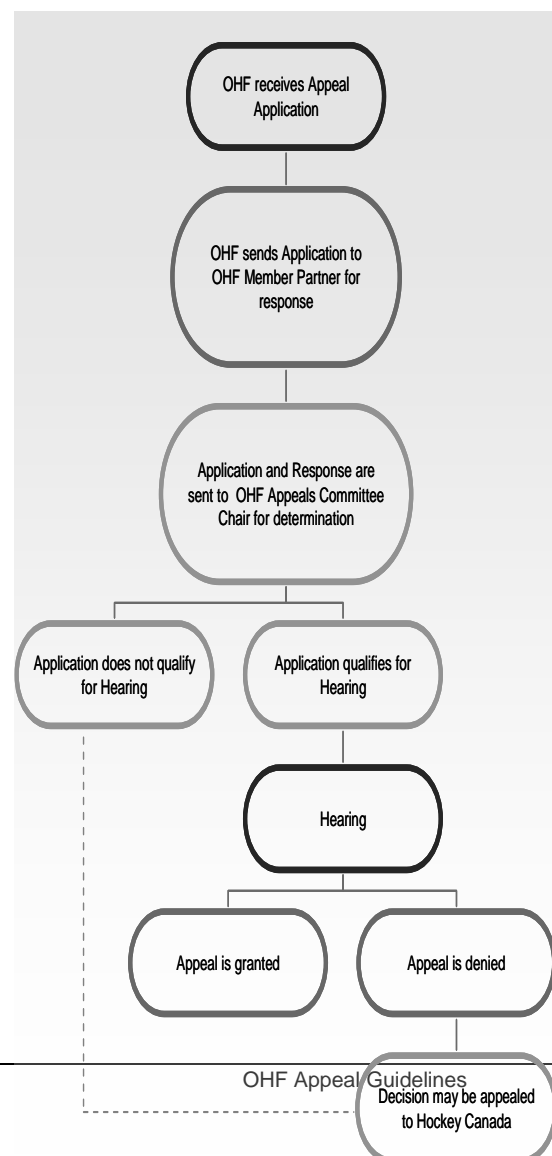 OHF receives Appeal
Application
OHF sends Application to
OHF Member Partner for
response
Application and Response are
sent to OHF Appeals Committee
Chair for determination
Application does not qualify
for Hearing
Application qualifies for
Hearing
Hearing
Appeal is granted
Appeal is denied
OHF Appeal Guidelines
Decision may be appealed
to Hockey Canada